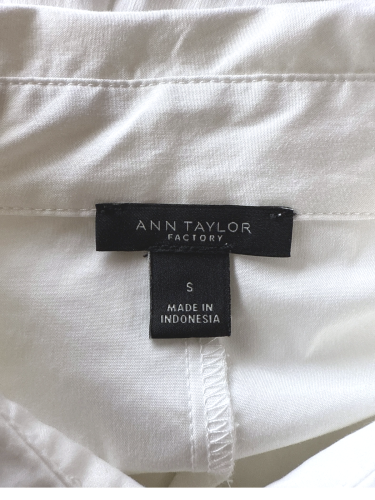 ANN TAYLOR
FACTORY
S
MADE IN
INDONESIA